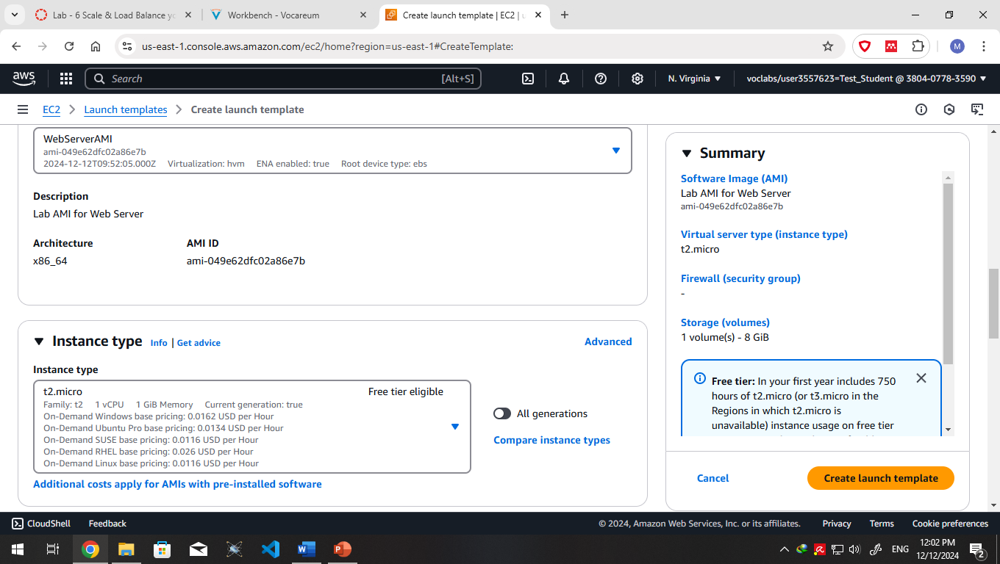 Lab - 6 Scale & Load Balance yo
Workbench - Vocareum
Create launch template | EC2 | u
us-east-1.console.aws.amazon.com/ec2/home?region=us-east-1#CreateTemplate:
M
aws
Search
[Alt+S]
N. Virginia
voclabs/user3557623=Test_Student @ 3804-0778-3590
EC2
Launch templates
Create launch template
WebServerAMI
ami-049e62dfc02a86e7b
2024-12-12T09:52:05.000Z Virtualization: hvm ENA enabled: true Root device type: ebs
Description
Lab AMI for Web Server
Architecture
x86_64
AMI ID
ami-049e62dfc02a86e7b
Instance type Info | Get advice
Advanced
Instance type
t2.micro Free tier eligible
Family: t2 1 vCPU 1 GiB Memory Current generation: true
On-Demand Windows base pricing: 0.0162 USD per Hour
On-Demand Ubuntu Pro base pricing: 0.0134 USD per Hour
On-Demand SUSE base pricing: 0.0116 USD per Hour
On-Demand RHEL base pricing: 0.026 USD per Hour
On-Demand Linux base pricing: 0.0116 USD per Hour
All generations
Compare instance types
Additional costs apply for AMIs with pre-installed software
Summary
Software Image (AMI)
Lab AMI for Web Server
ami-049e62dfc02a86e7b
Virtual server type (instance type)
t2.micro
Firewall (security group)
-
Storage (volumes)
1 volume(s) - 8 GiB
Free tier: In your first year includes 750
hours of t2.micro (or t3.micro in the
Regions in which t2.micro is
unavailable) instance usage on free tier
Cancel
Create launch template
CloudShell
Feedback
© 2024, Amazon Web Services, Inc. or its affiliates.
Privacy
Terms
Cookie preferences
ENG
12:02 PM
12/12/2024
2